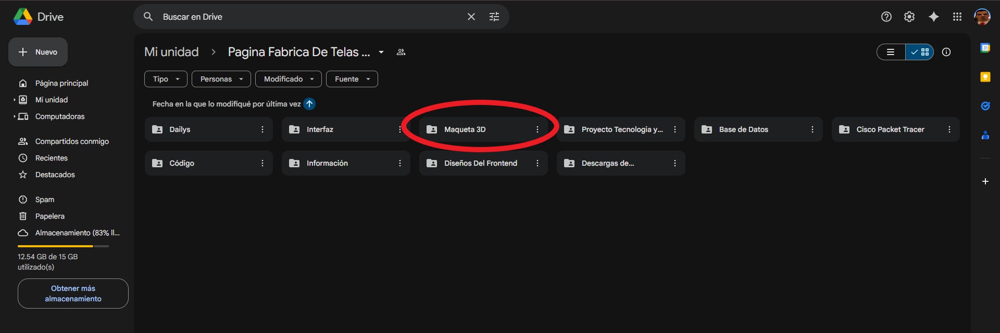 Drive
Buscar en Drive
Nuevo
Mi unidad
Pagina Fabrica De Telas ...
Tipo
Personas
Modificado
Fuente
Página principal
Mi unidad
Computadoras
Compartidos conmigo
Recientes
Destacados
Spam
Papelera
Almacenamiento (83% ll...
12.54 GB de 15 GB
utilizado(s)
Obtener más
almacenamiento
Fecha en la que lo modifiqué por última vez
Dailys
Interfaz
Maqueta 3D
Proyecto Tecnologia y...
Base de Datos
Cisco Packet Tracer
Código
Información
Diseños Del Frontend
Descargas de...
31